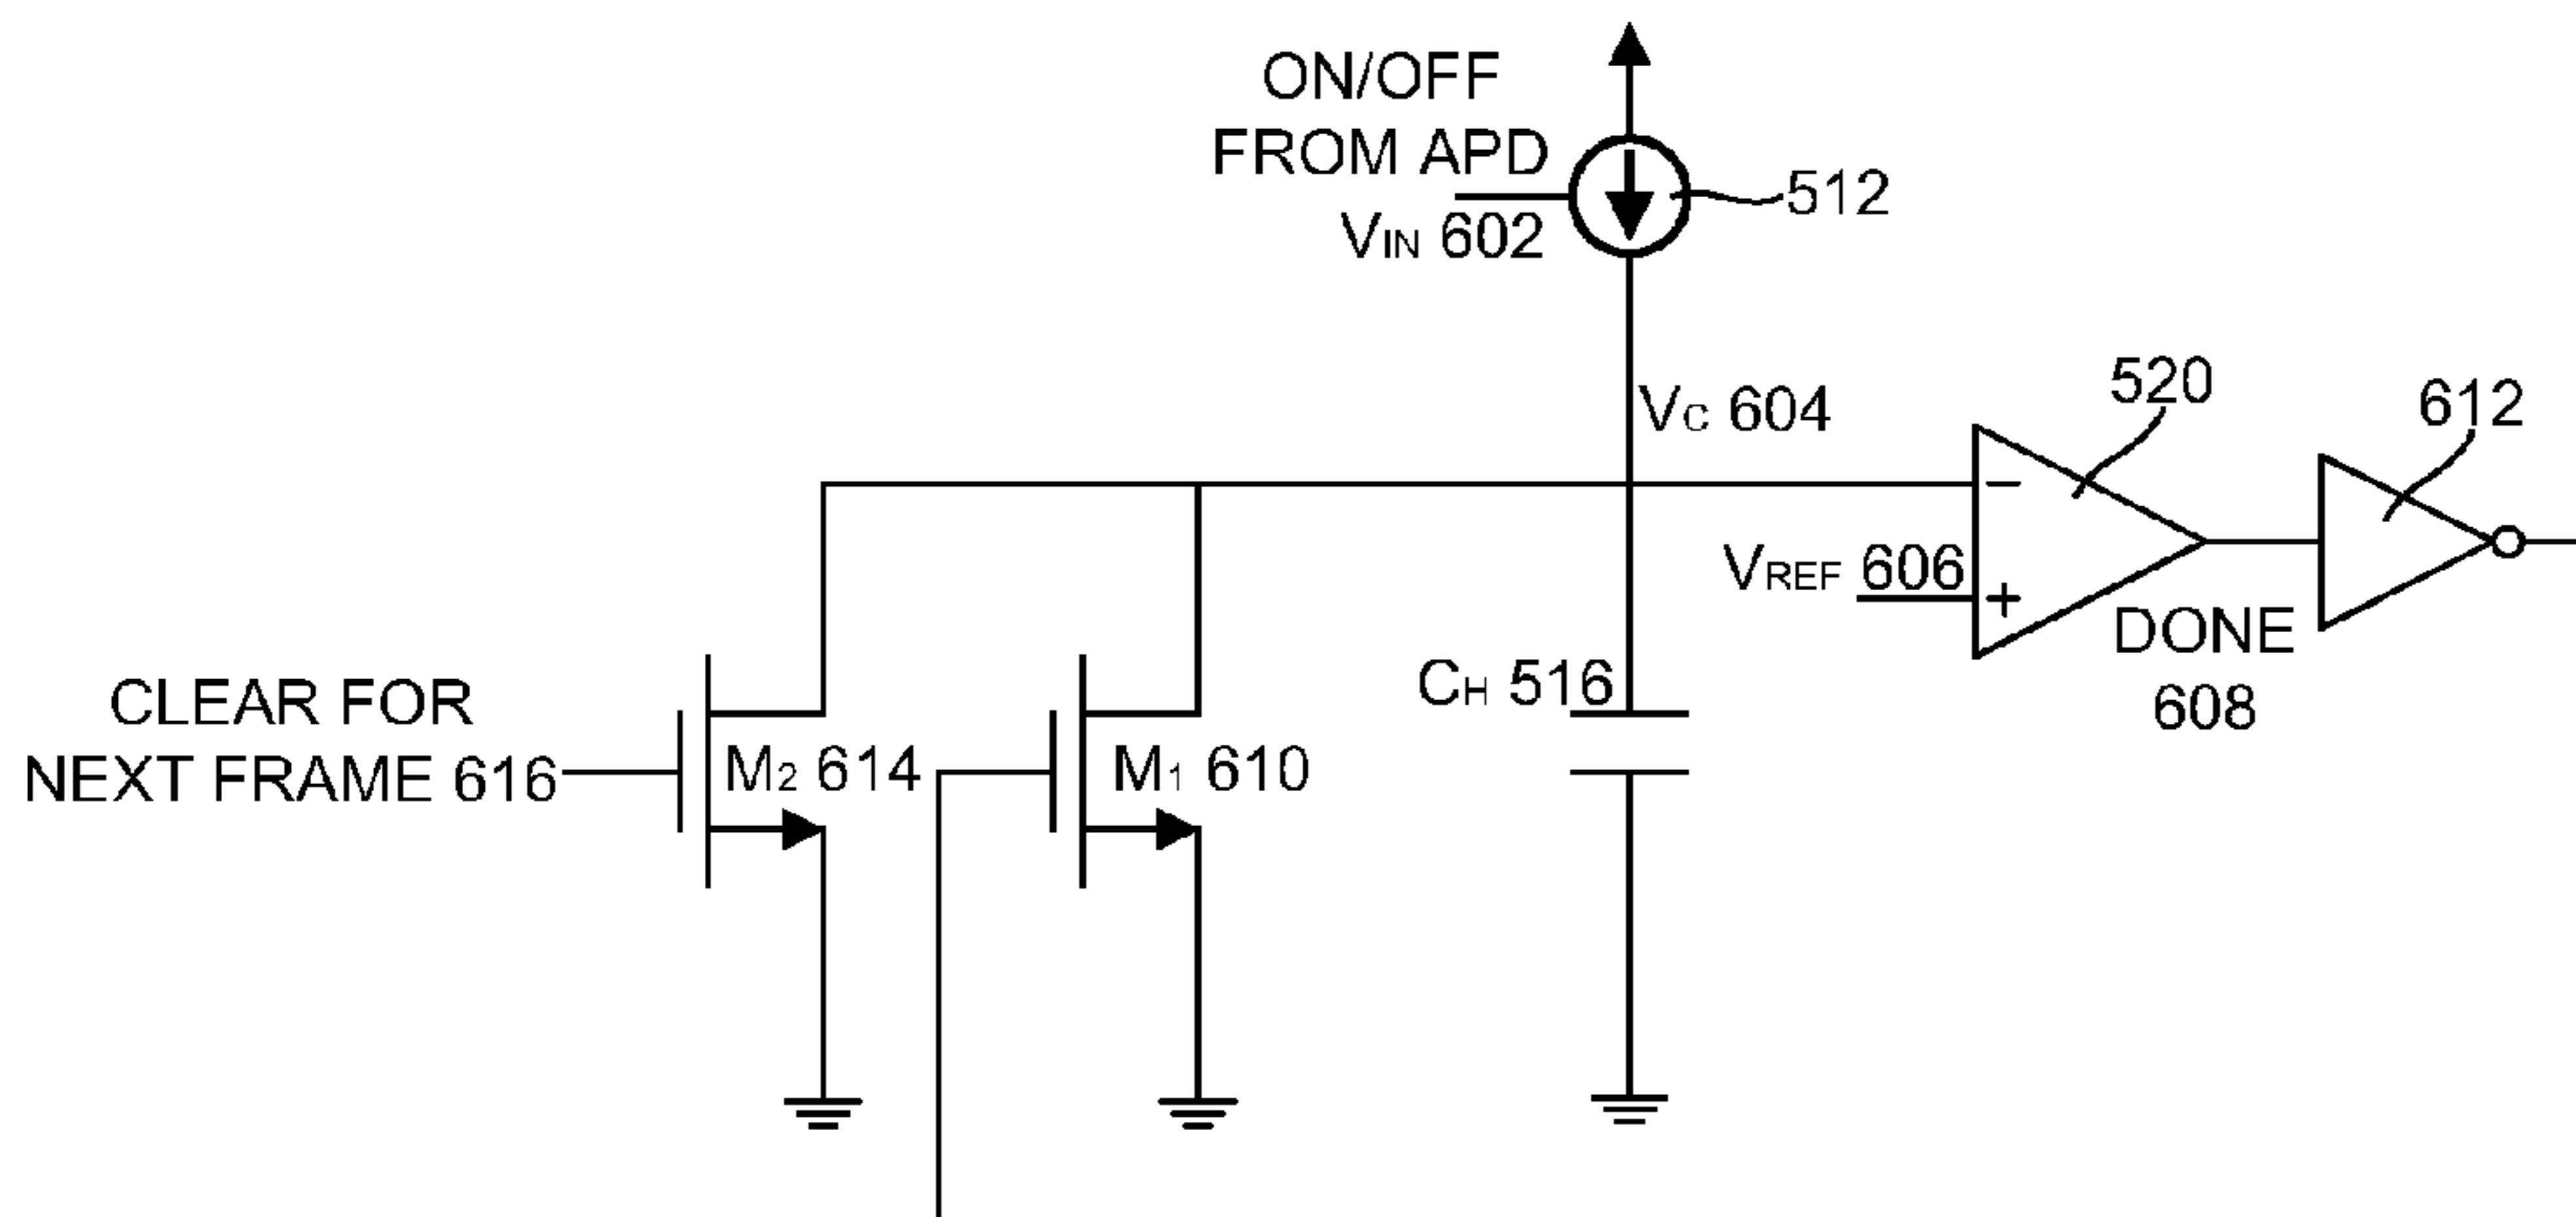 ON/OFF
FROM APD
VIN 602
512
VC 604
520
612
VREF 606
DONE
608
CH 516
CLEAR FOR
NEXT FRAME 616
M2 614
M1 610